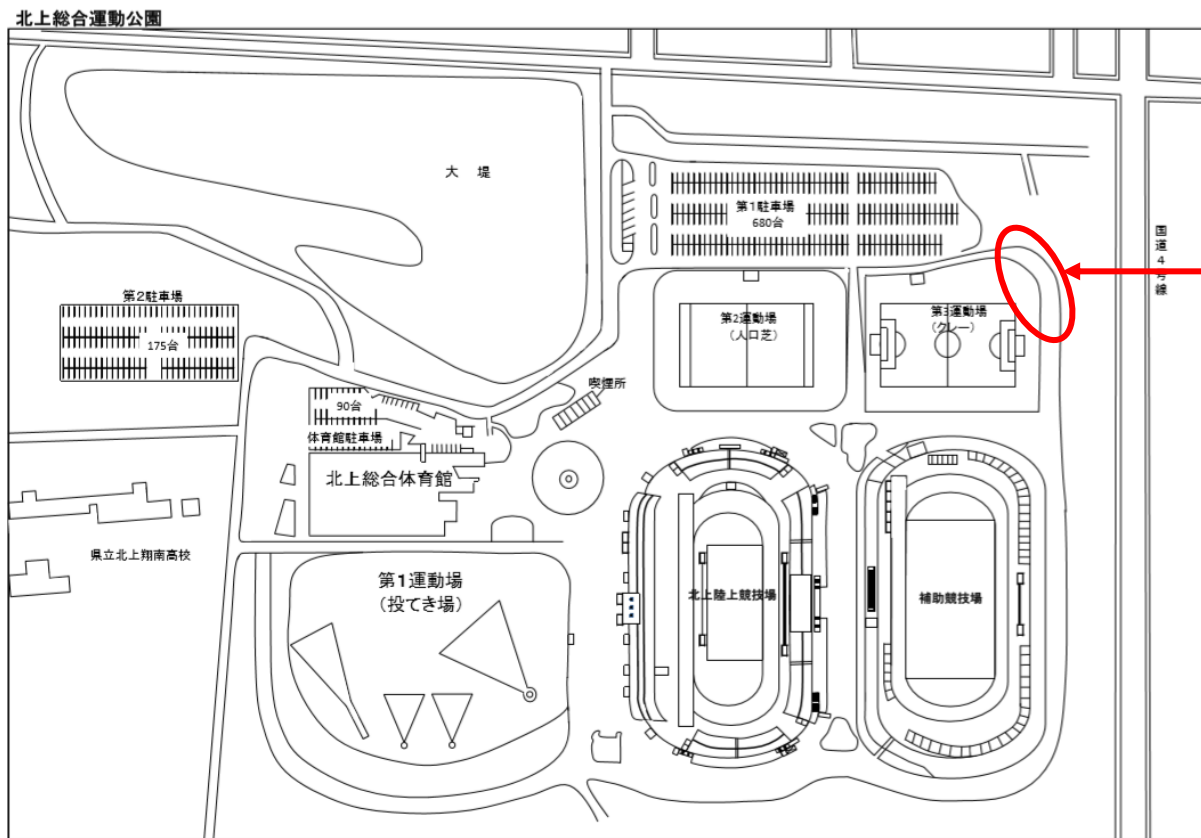 北上総合運動公園
大 堤
第1駐車場
680台
国道4号線
第2駐車場
175台
第2運動場
(人口芝)
第3運動場
(クレー)
喫煙所
90台
体育館駐車場
北上総合体育館
県立北上翔南高校
第1運動場
(投てき場)
北上陸上競技場
補助競技場